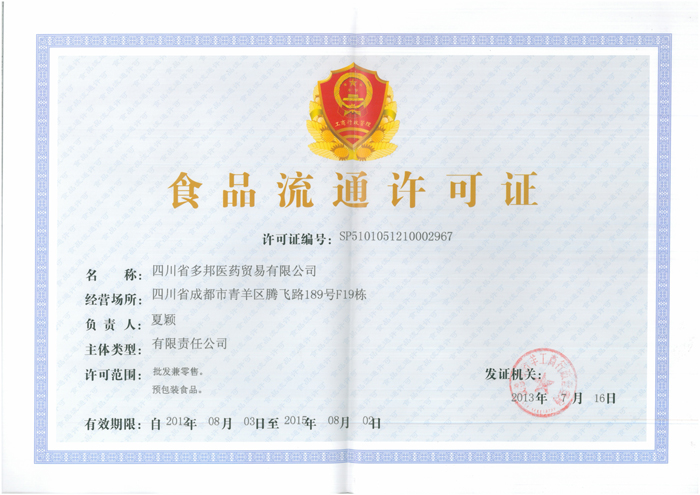 食品流通许可证
许可证编号：SP5101051210002967
名 称：四川省多邦医药贸易有限公司
经营场所：四川省成都市青羊区腾飞路189号F19栋
负 责 人：夏颖
主体类型：有限责任公司
许可范围：批发兼零售。
预包装食品。
发证机关：
2013年 7月 16日
有效期限：自 2012年 08月 03日至 2015年 08月 02日